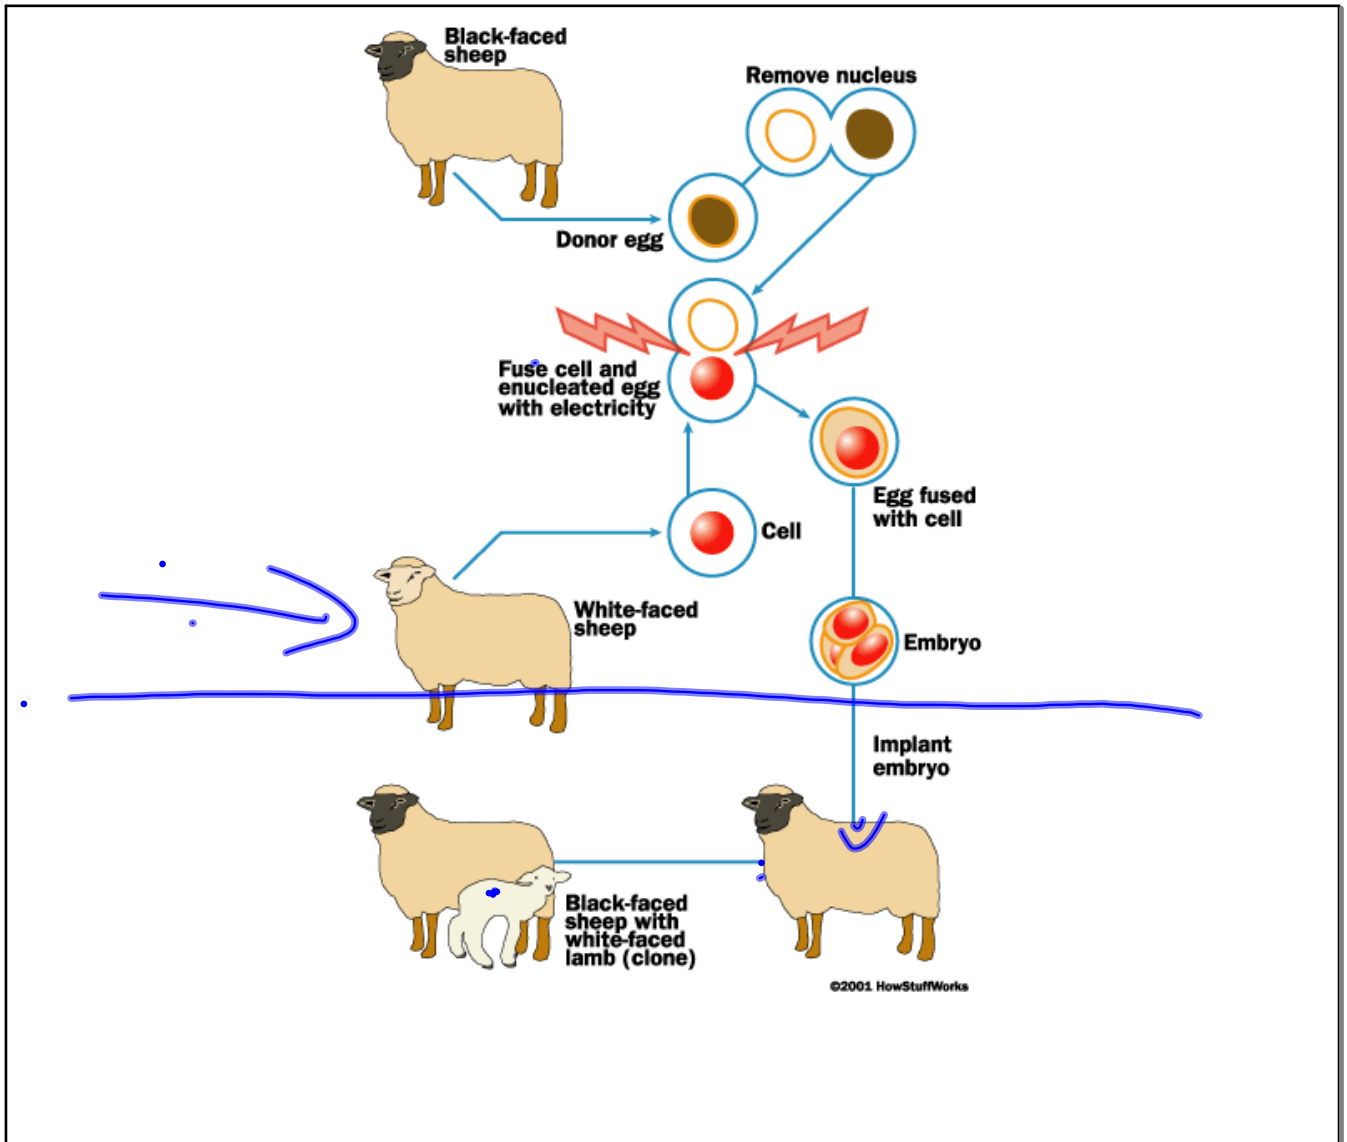 Black-faced
sheep
Remove nucleus
Donor egg
Fuse cell and
enucleated egg
with electricity
Egg fused
with cell
Cell
White-faced
sheep
Embryo
Implant
embryo
Black-faced
sheep with
white-faced
lamb (clone)
©2001 HowStuffWorks